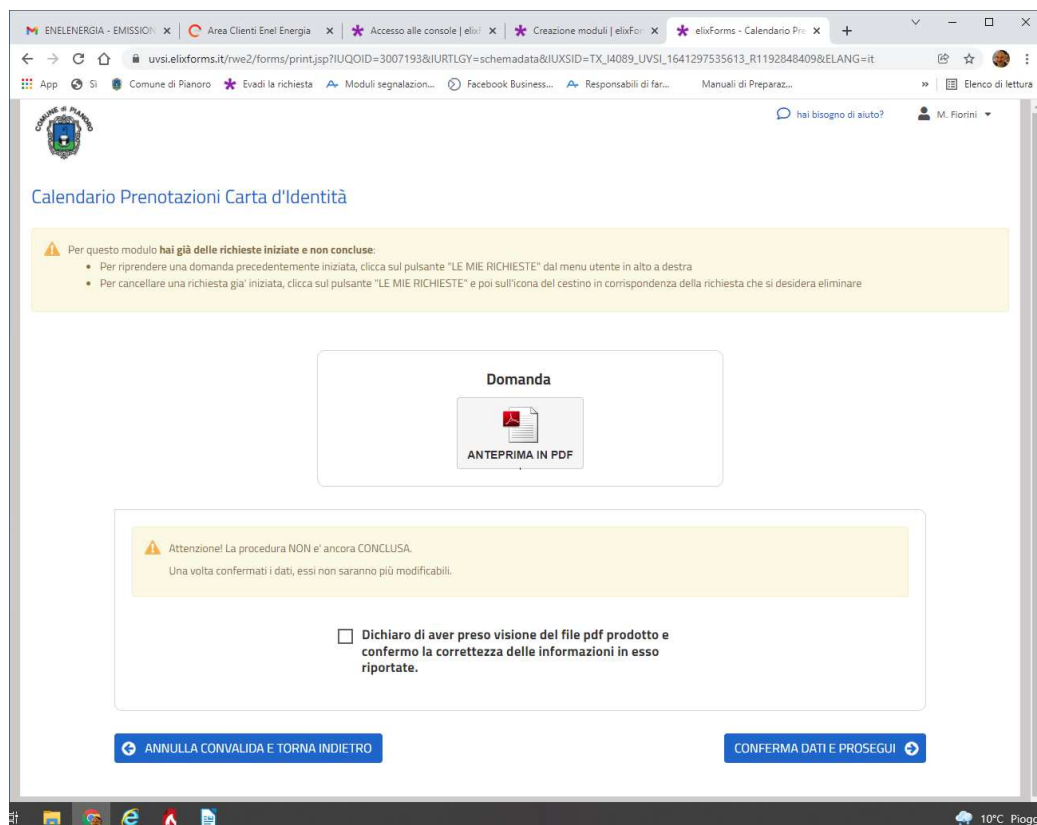 ENELENERGIA - EMISSION
Area Clienti Enel Energia
Accesso alle console | elixF
Creazione moduli | elixFor
elixForms - Calendario Pre
uvsi.elixforms.it/rwe2/forms/print.jsp?IUQOID=3007193&IURTLGY=schemadata&IUXSID=TX_I4089_UVSI_1641297535613_R1192848409&ELANG=it
App
Sì
Comune di Pianoro
Evadi la richiesta
Moduli segnalazion...
Facebook Business...
Responsabili di far...
Manuali di Preparaz...
»
Elenco di lettura
COMUNE di PIANORO
hai bisogno di aiuto?
M. Fiorini
Calendario Prenotazioni Carta d'Identità
Per questo modulo hai già delle richieste iniziate e non concluse:
• Per riprendere una domanda precedentemente iniziata, clicca sul pulsante "LE MIE RICHIESTE" dal menu utente in alto a destra
• Per cancellare una richiesta gia' iniziata, clicca sul pulsante "LE MIE RICHIESTE" e poi sull'icona del cestino in corrispondenza della richiesta che si desidera eliminare
Domanda
ANTEPRIMA IN PDF
Attenzione! La procedura NON e' ancora CONCLUSA.
Una volta confermati i dati, essi non saranno più modificabili.
Dichiaro di aver preso visione del file pdf prodotto e
confermo la correttezza delle informazioni in esso
riportate.
ANNULLA CONVALIDA E TORNA INDIETRO
CONFERMA DATI E PROSEGUI
10°C Piogg